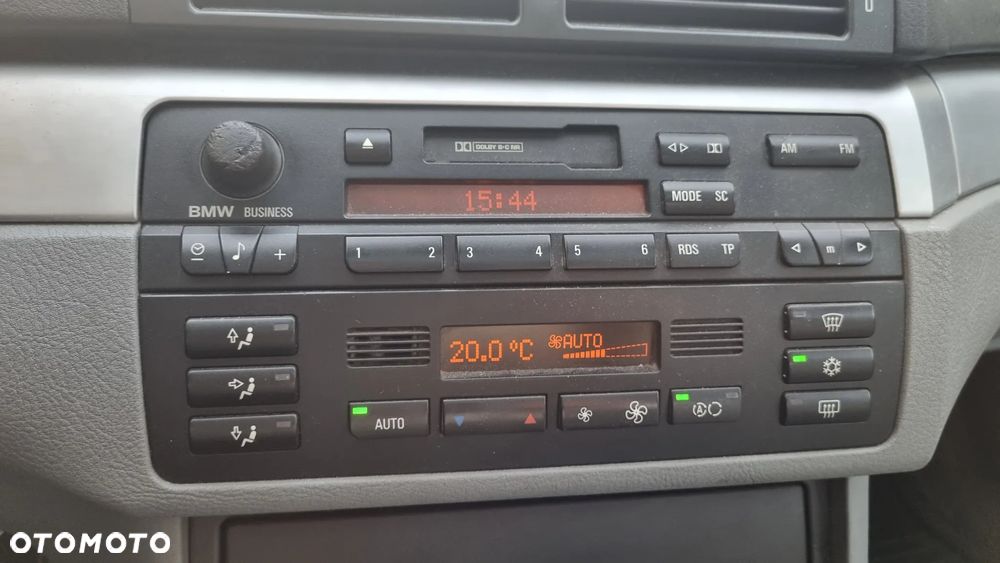 DOLBY B-C NR
AM FM
15:44
MODE SC
BMW BUSINESS
1 2 3 4 5 6 RDS TP m
+
20.0 °C AUTO
AUTO
A
OTOMOTO